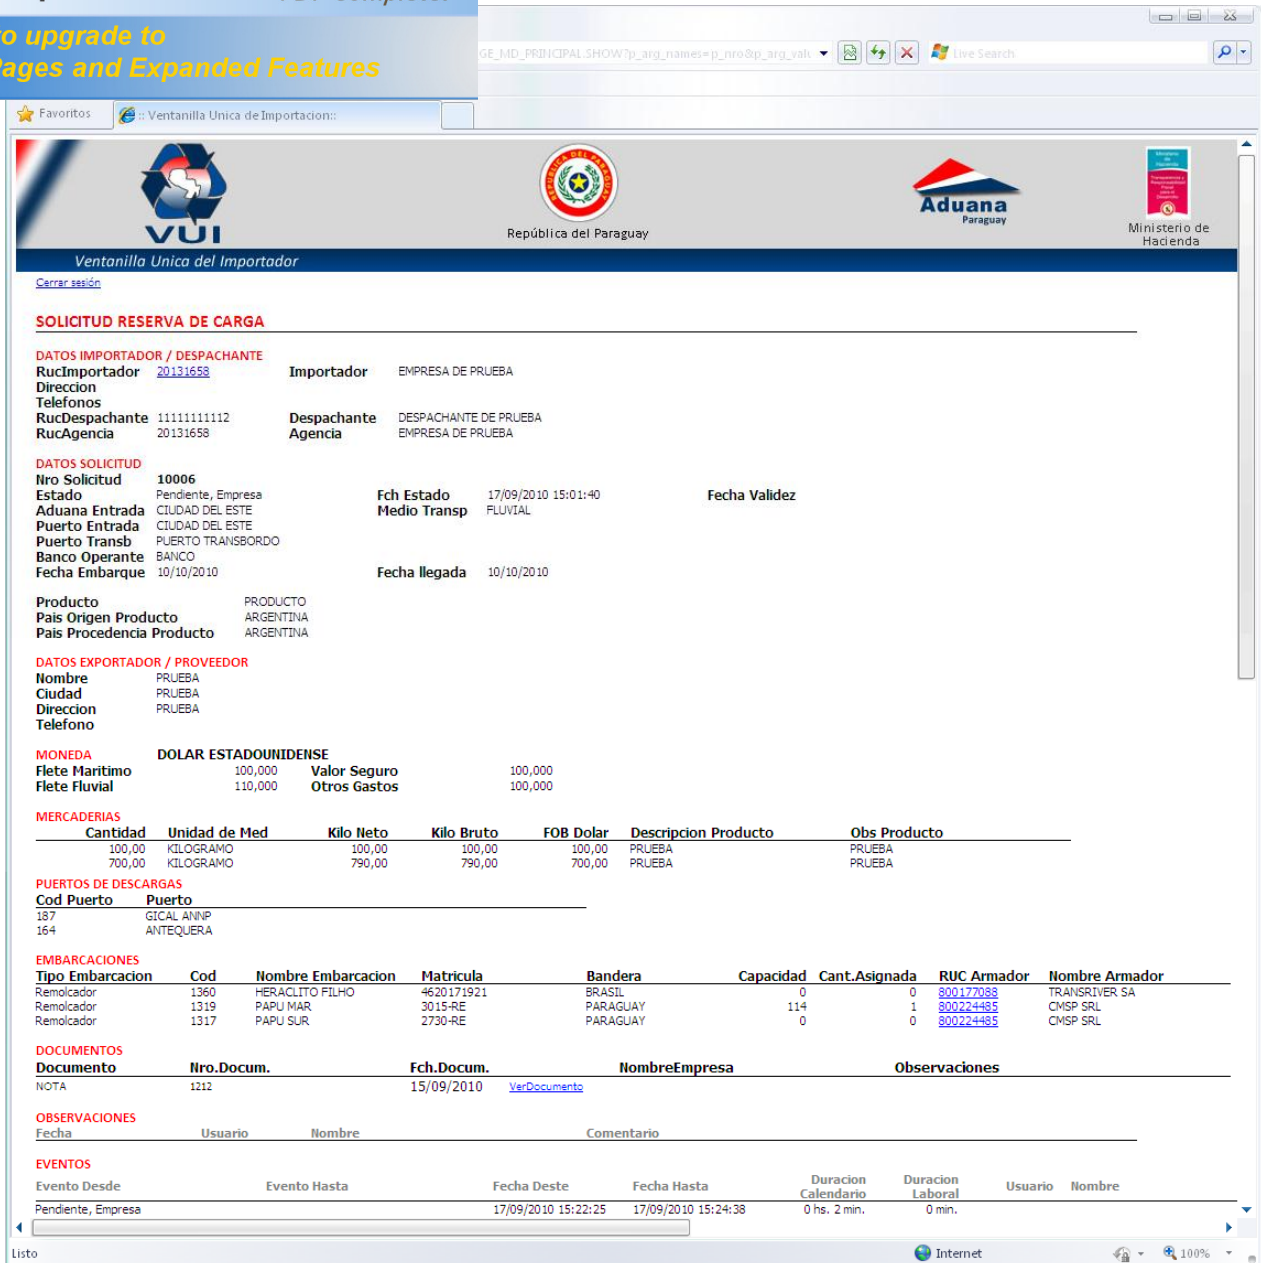 to upgrade to
Pages and Expanded Features
GE_MD_PRINCIPAL.SHOW?p_arg_names=p_nro&p_arg_valu
Live Search
Favoritos
:: Ventanilla Unica de Importacion::
VUI
REPUBLICA DEL PARAGUAY
República del Paraguay
Aduana
Paraguay
Ministerio de
Hacienda
Ventanilla Unica del Importador
Cerrar sesión
SOLICITUD RESERVA DE CARGA
DATOS IMPORTADOR / DESPACHANTE
RucImportador 20131658 Importador EMPRESA DE PRUEBA
Direccion
Telefonos
RucDespachante 11111111112 Despachante DESPACHANTE DE PRUEBA
RucAgencia 20131658 Agencia EMPRESA DE PRUEBA
DATOS SOLICITUD
Nro Solicitud 10006
Estado Pendiente, Empresa Fch Estado 17/09/2010 15:01:40 Fecha Validez
Aduana Entrada CIUDAD DEL ESTE Medio Transp FLUVIAL
Puerto Entrada CIUDAD DEL ESTE
Puerto Transb PUERTO TRANSBORDO
Banco Operante BANCO
Fecha Embarque 10/10/2010 Fecha llegada 10/10/2010
Producto PRODUCTO
Pais Origen Producto ARGENTINA
Pais Procedencia Producto ARGENTINA
DATOS EXPORTADOR / PROVEEDOR
Nombre PRUEBA
Ciudad PRUEBA
Direccion PRUEBA
Telefono
MONEDA DOLAR ESTADOUNIDENSE
Flete Maritimo 100,000 Valor Seguro 100,000
Flete Fluvial 110,000 Otros Gastos 100,000
MERCADERIAS
Cantidad Unidad de Med Kilo Neto Kilo Bruto FOB Dolar Descripcion Producto Obs Producto
100,00 KILOGRAMO 100,00 100,00 100,00 PRUEBA PRUEBA
700,00 KILOGRAMO 790,00 790,00 700,00 PRUEBA PRUEBA
PUERTOS DE DESCARGAS
Cod Puerto Puerto
187 GICAL ANNP
164 ANTEQUERA
EMBARCACIONES
Tipo Embarcacion Cod Nombre Embarcacion Matricula Bandera Capacidad Cant.Asignada RUC Armador Nombre Armador
Remolcador 1360 HERACLITO FILHO 4620171921 BRASIL 0 0 800177088 TRANSRIVER SA
Remolcador 1319 PAPU MAR 3015-RE PARAGUAY 114 1 800224485 CMSP SRL
Remolcador 1317 PAPU SUR 2730-RE PARAGUAY 0 0 800224485 CMSP SRL
DOCUMENTOS
Documento Nro.Docum. Fch.Docum. NombreEmpresa Observaciones
NOTA 1212 15/09/2010 VerDocumento
OBSERVACIONES
Fecha Usuario Nombre Comentario
EVENTOS
Evento Desde Evento Hasta Fecha Deste Fecha Hasta Duracion Calendario Duracion Laboral Usuario Nombre
Pendiente, Empresa 17/09/2010 15:22:25 17/09/2010 15:24:38 0 hs. 2 min. 0 min.
Listo Internet 100%